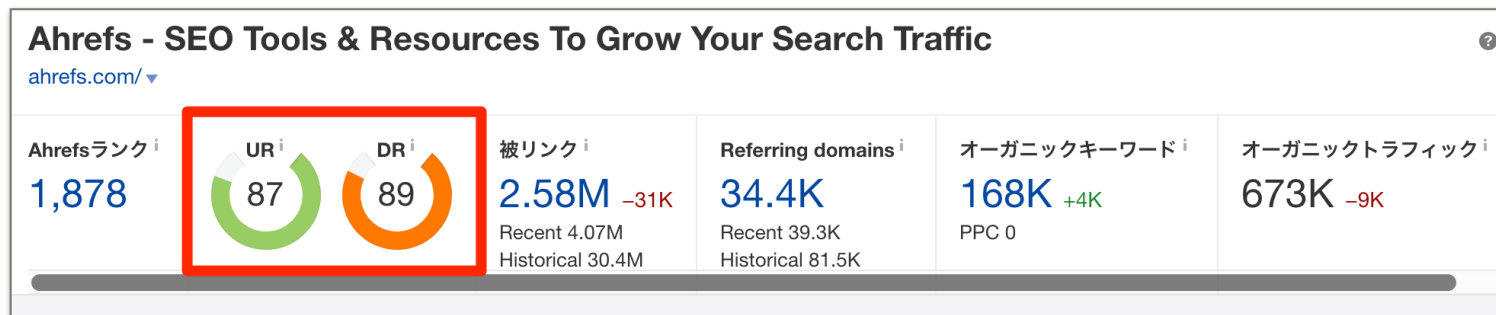 Ahrefs - SEO Tools & Resources To Grow Your Search Traffic
ahrefs.com/
Ahrefsランク i
1,878
UR i
87
DR i
89
被リンク i
2.58M –31K
Recent 4.07M
Historical 30.4M
Referring domains i
34.4K
Recent 39.3K
Historical 81.5K
オーガニックキーワード i
168K +4K
PPC 0
オーガニックトラフィック i
673K –9K
?